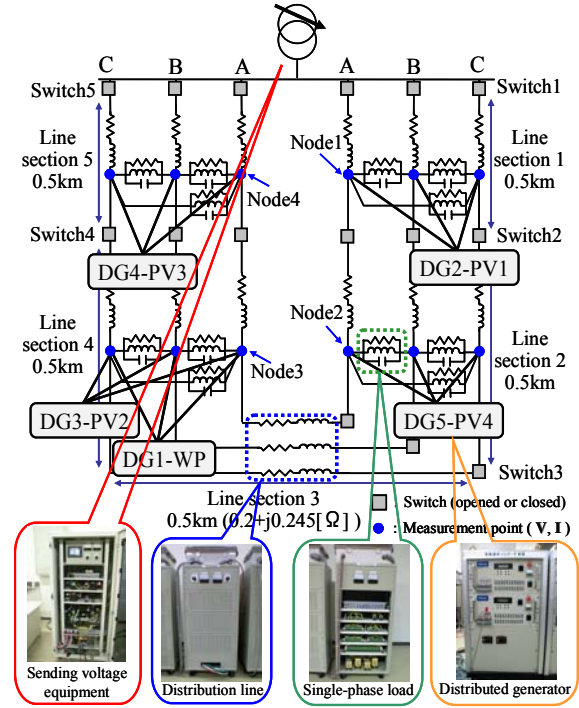 C B A A B C
Switch5
Switch1
Line
section 5
0.5km
Node1
Line
section 1
0.5km
Node4
Switch4
Switch2
DG4-PV3
DG2-PV1
Node2
Line
section 4
0.5km
Node3
Line
section 2
0.5km
DG3-PV2
DG5-PV4
DG1-WP
Switch3
Line section 3
0.5km (0.2+j0.245[Ω])
Switch (opened or closed)
: Measurement point ( V, I )
Sending voltage
equipment
Distribution line
Single-phase load
Distributed generator